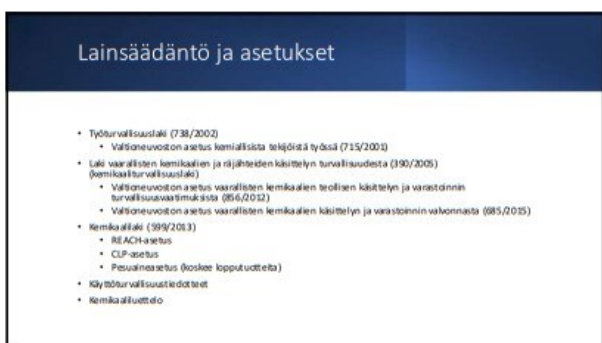 Lainsäädäntö ja asetukset
• Työturvallisuuslaki (738/2002)
• Valtioneuvoston asetus kemiallisista tekijöistä työssä (715/2001)
• Laki vaarallisten kemikaalien ja räjähteiden käsittelyn turvallisuudesta (390/2005)
(kemikaaliturvallisuuslaki)
• Valtioneuvoston asetus vaarallisten kemikaalien teollisen käsittelyn ja varastoinnin
turvallisuusvaatimuksista (856/2012)
• Valtioneuvoston asetus vaarallisten kemikaalien käsittelyn ja varastoinnin valvonnasta (685/2015)
• Kemikaalilaki (599/2013)
• REACH-asetus
• CLP-asetus
• Pesuaineasetus (koskee lopputuotteita)
• Käyttöturvallisuustiedotteet
• Kemikaaliluettelo